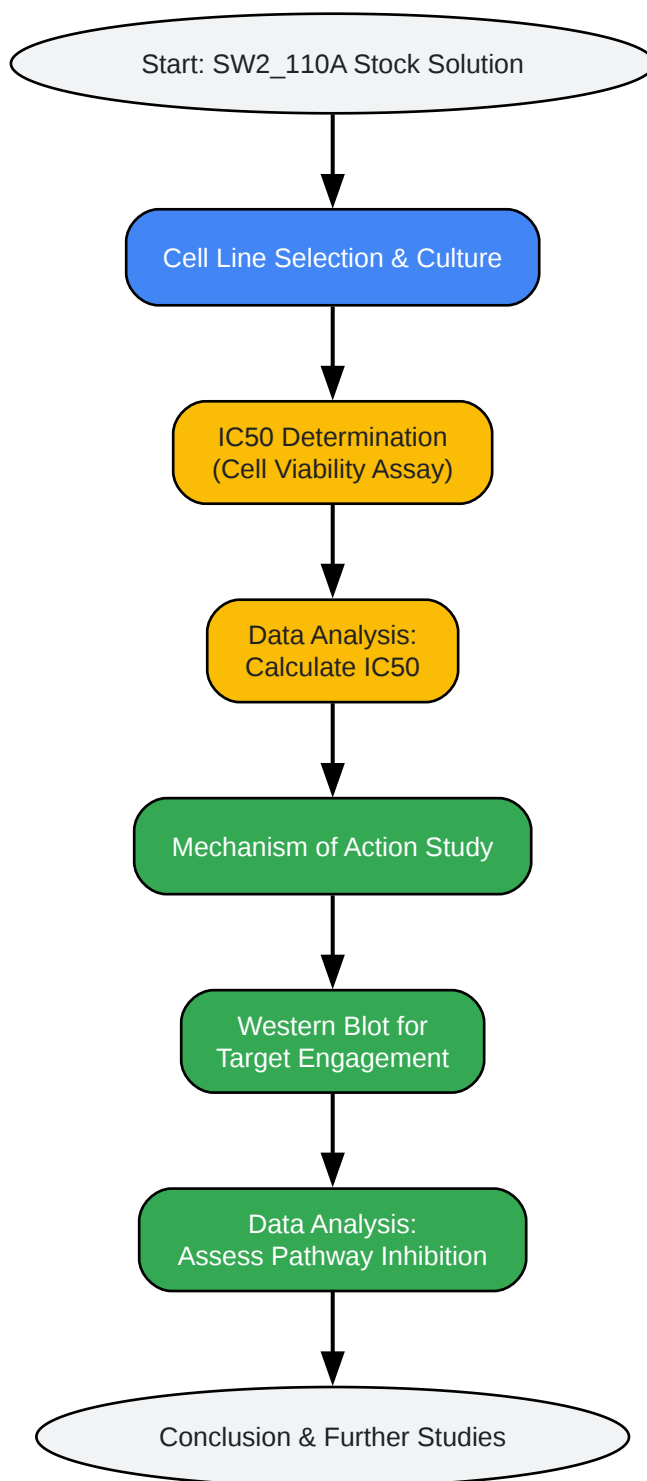 Start: SW2_110A Stock Solution
Cell Line Selection & Culture
IC50 Determination
(Cell Viability Assay)
Data Analysis:
Calculate IC50
Mechanism of Action Study
Western Blot for
Target Engagement
Data Analysis:
Assess Pathway Inhibition
Conclusion & Further Studies